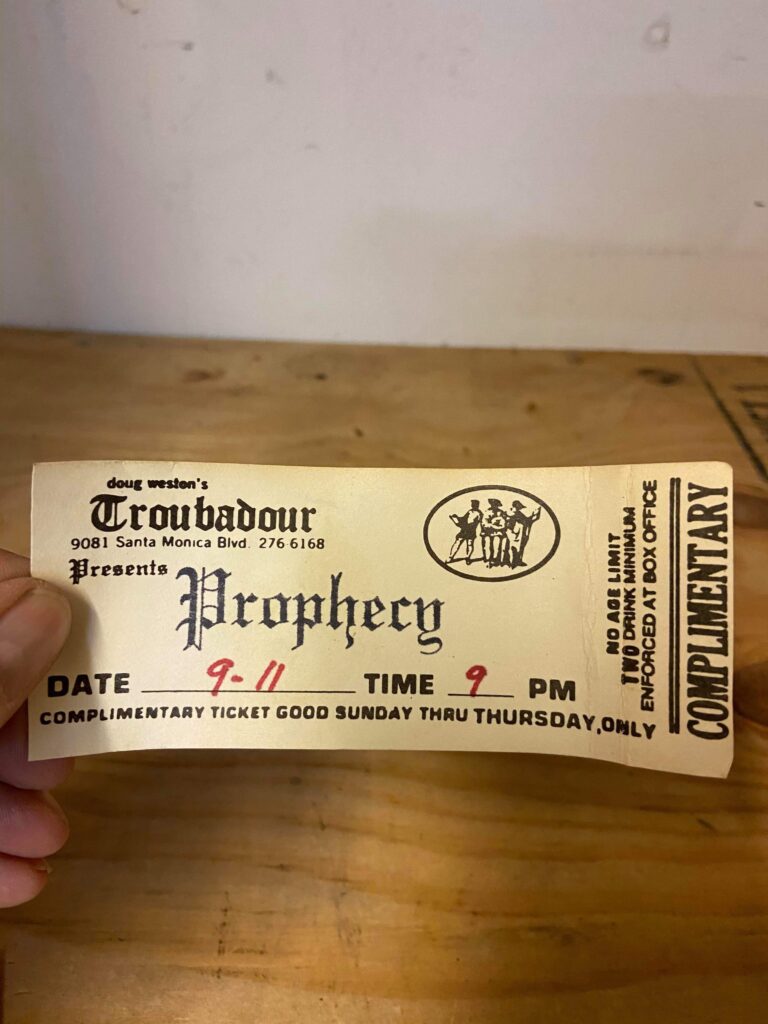 doug weston's
Troubadour
9081 Santa Monica Blvd. 276-6168
Presents
Prophecy
DATE 9-11 TIME 9 PM
COMPLIMENTARY TICKET GOOD SUNDAY THRU THURSDAY, ONLY
NO AGE LIMIT
TWO DRINK MINIMUM
ENFORCED AT BOX OFFICE
COMPLIMENTARY